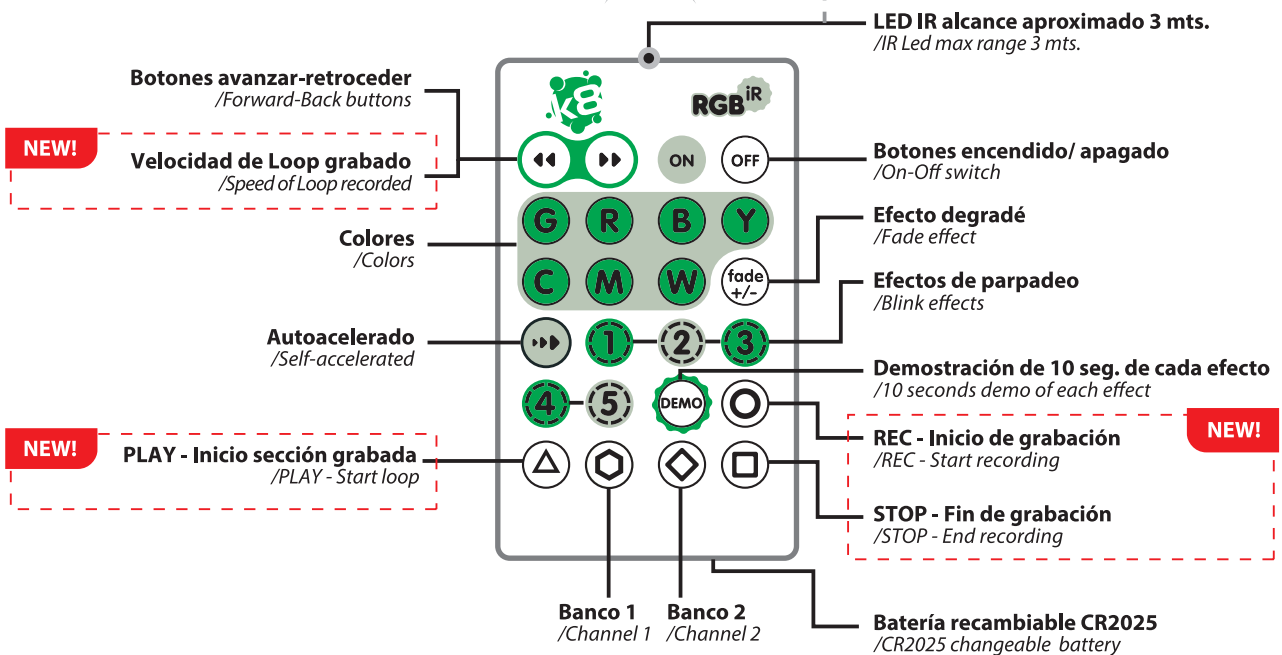 LED IR alcance aproximado 3 mts.
/IR Led max range 3 mts.
Botones avanzar-retroceder
/Forward-Back buttons
NEW!
Velocidad de Loop grabado
/Speed of Loop recorded
Colores
/Colors
Autoacelerado
/Self-accelerated
NEW!
PLAY - Inicio sección grabada
/PLAY - Start loop
k8
RGB iR
ON
OFF
G
R
B
Y
C
M
W
fade
+/-
1
2
3
4
5
DEMO
Botones encendido/ apagado
/On-Off switch
Efecto degradé
/Fade effect
Efectos de parpadeo
/Blink effects
Demostración de 10 seg. de cada efecto
/10 seconds demo of each effect
NEW!
REC - Inicio de grabación
/REC - Start recording
STOP - Fin de grabación
/STOP - End recording
Banco 1
/Channel 1
Banco 2
/Channel 2
Batería recambiable CR2025
/CR2025 changeable battery